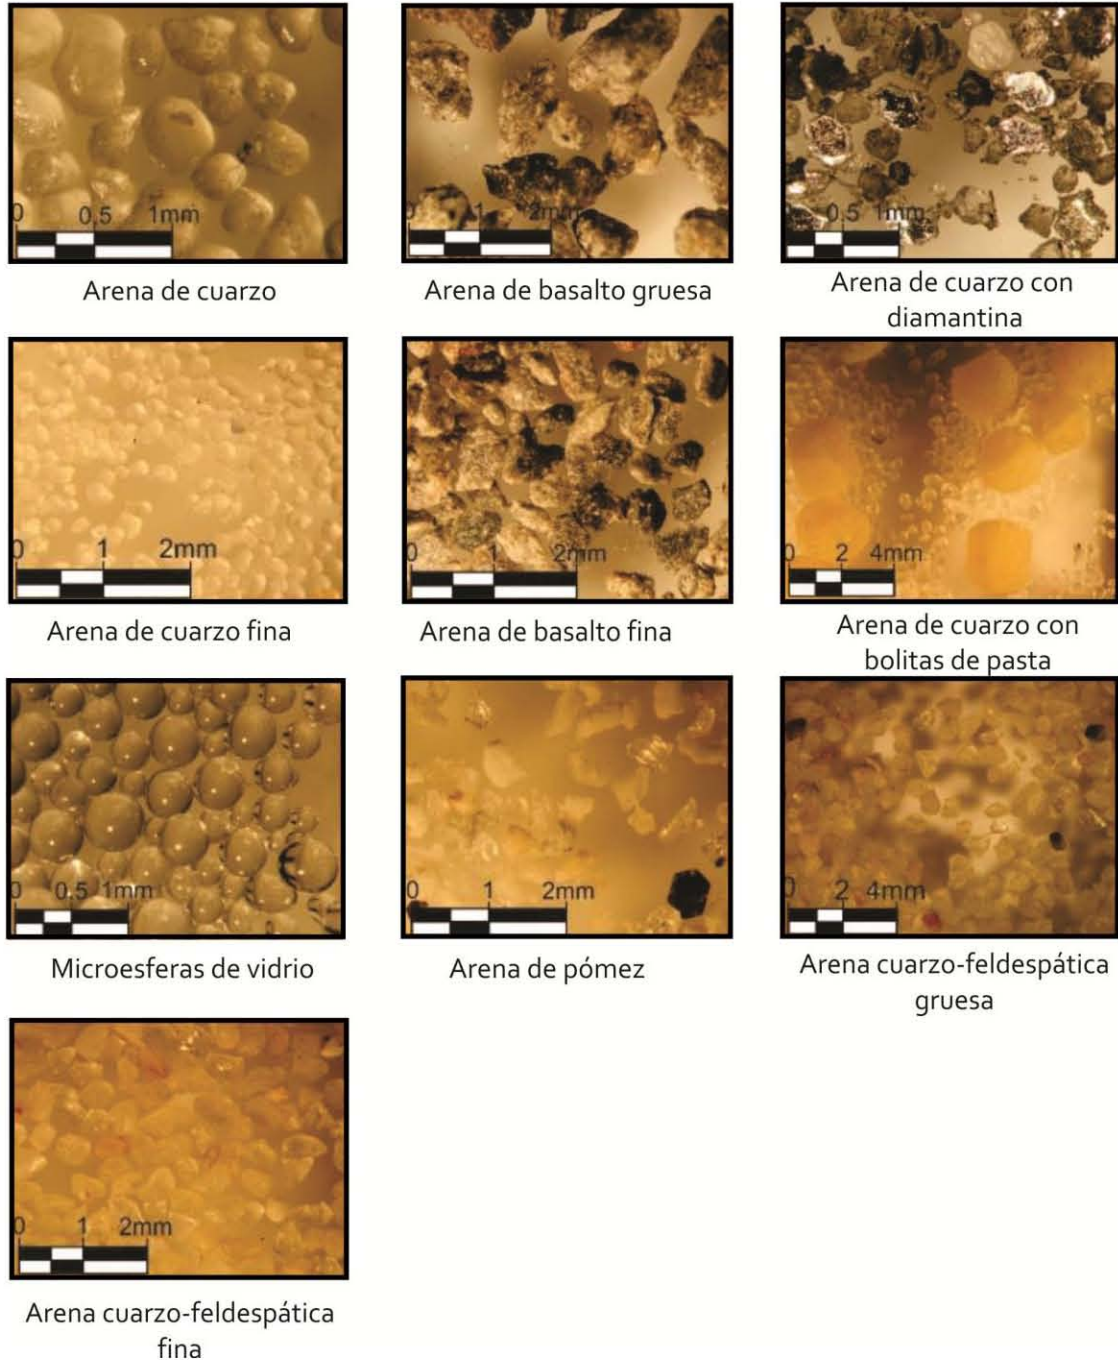 0 0,5 1mm
Arena de cuarzo
0 1 2mm
Arena de basalto gruesa
0,5 1mm
Arena de cuarzo con
diamantina
0 1 2mm
Arena de cuarzo fina
0 1 2mm
Arena de basalto fina
0 2 4mm
Arena de cuarzo con
bolitas de pasta
0 0,5 1mm
Microesferas de vidrio
0 1 2mm
Arena de pómez
0 2 4mm
Arena cuarzo-feldespática
gruesa
0 1 2mm
Arena cuarzo-feldespática
fina